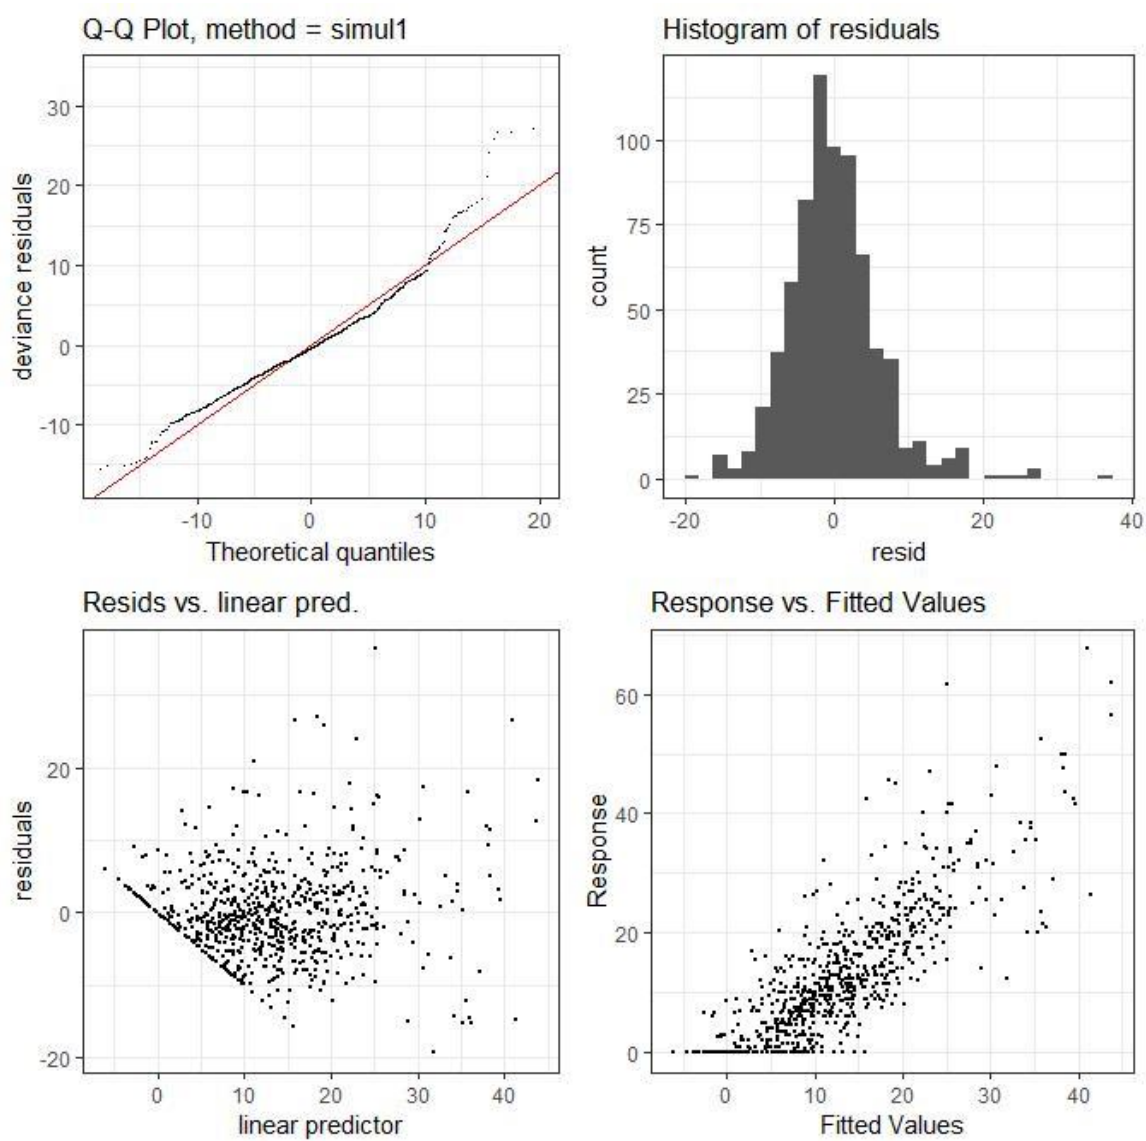 Q-Q Plot, method = simul1
deviance residuals
30
20
10
0
-10
-10
0
10
20
Theoretical quantiles
Histogram of residuals
count
100
75
50
25
0
-20
0
20
40
resid
Resids vs. linear pred.
residuals
20
0
-20
0
10
20
30
40
linear predictor
Response vs. Fitted Values
Response
60
40
20
0
0
10
20
30
40
Fitted Values